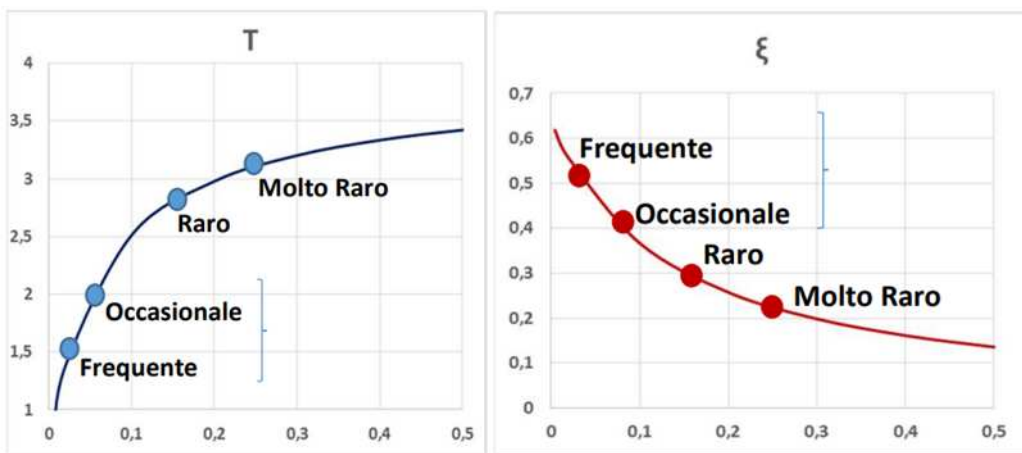 T
4
3,5
3
2,5
2
1,5
1
Molto Raro
Raro
Occasionale
Frequente
0 0,1 0,2 0,3 0,4 0,5
ξ
0,7
0,6
0,5
0,4
0,3
0,2
0,1
0
Frequente
Occasionale
Raro
Molto Raro
0 0,1 0,2 0,3 0,4 0,5